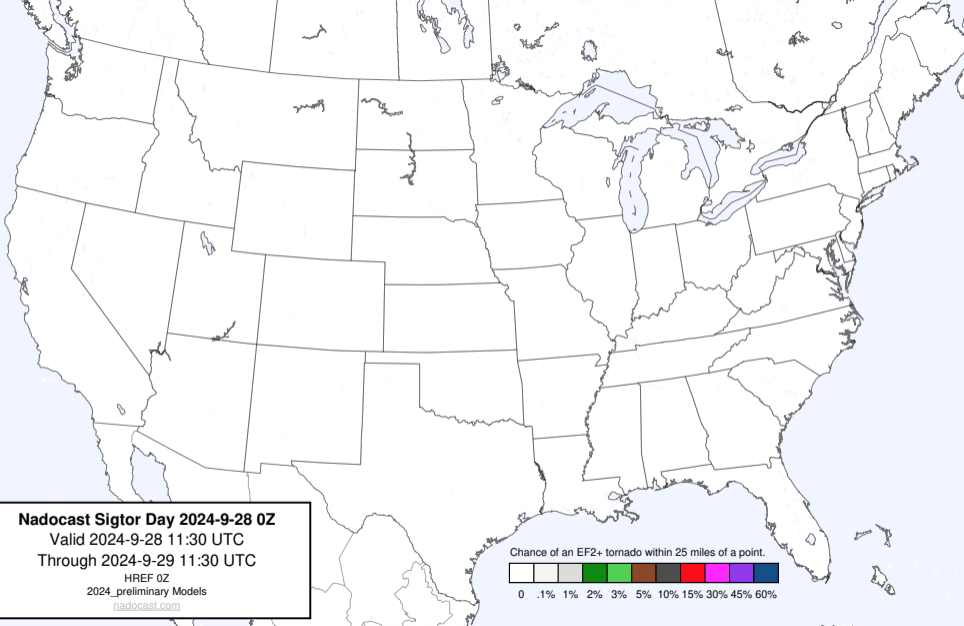 Nadocast Sigtor Day 2024-9-28 0Z
Valid 2024-9-28 11:30 UTC
Through 2024-9-29 11:30 UTC
HREF 0Z
2024_preliminary Models
nadocast.com
Chance of an EF2+ tornado within 25 miles of a point.
0 .1% 1% 2% 3% 5% 10% 15% 30% 45% 60%